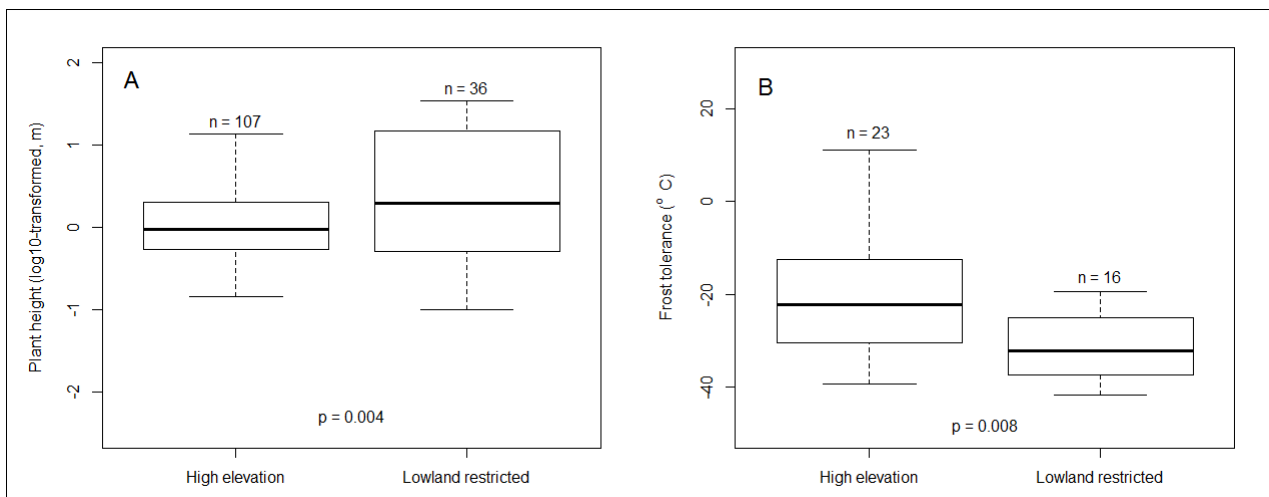 A
Plant height (log10-transformed, m)
2
1
0
-1
-2
n = 107
n = 36
p = 0.004
High elevation
Lowland restricted
B
Frost tolerance (° C)
20
0
-20
-40
n = 23
n = 16
p = 0.008
High elevation
Lowland restricted